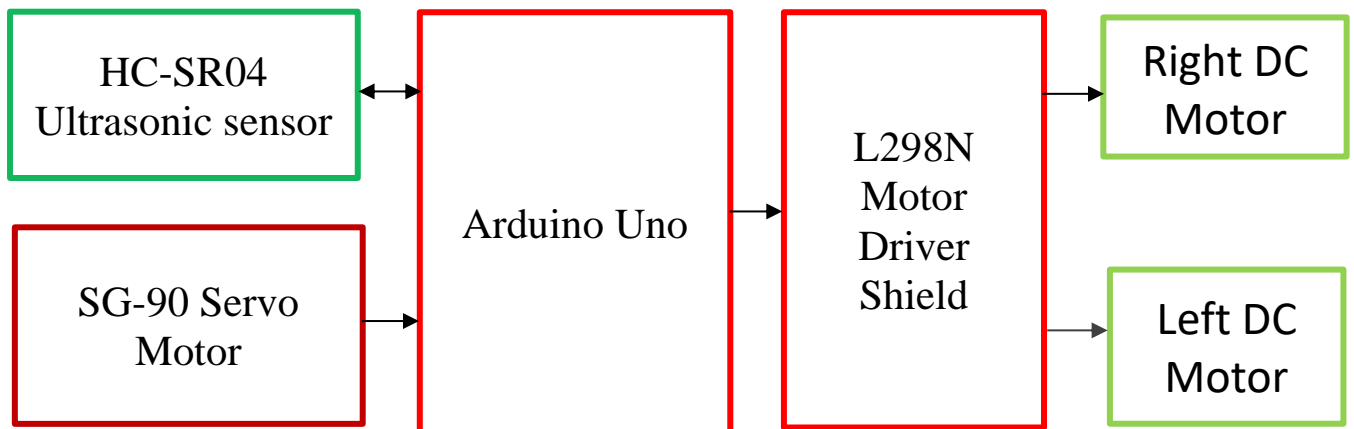 HC-SR04
Ultrasonic sensor
SG-90 Servo
Motor
Arduino Uno
L298N
Motor
Driver
Shield
Right DC
Motor
Left DC
Motor